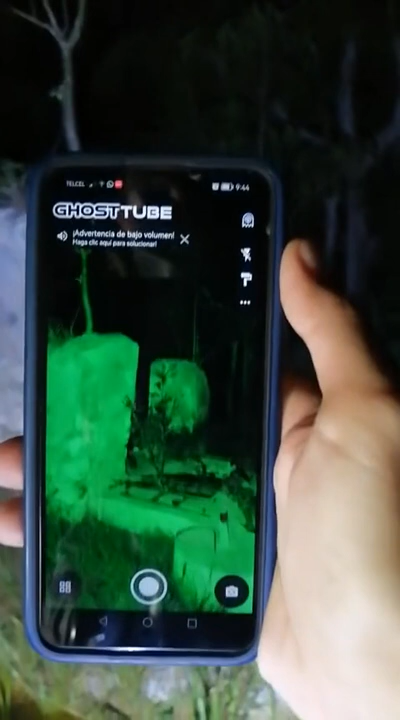 TELCEL
9:44
GHOSTTUBE
¡Advertencia de bajo volumen!
Haga clic aquí para solucionar!